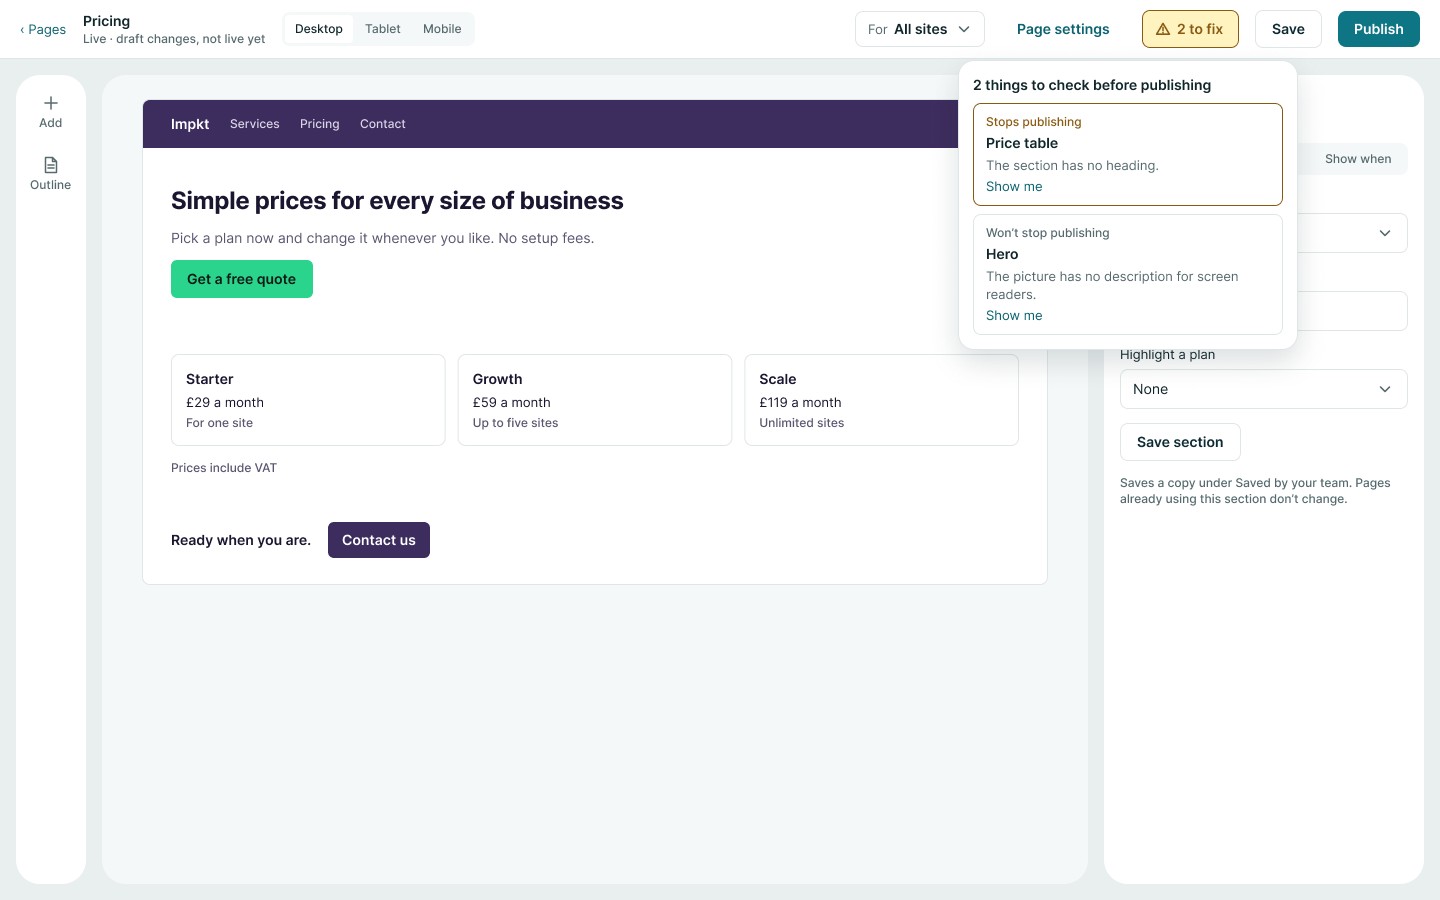 ‹ Pages
Pricing
Live · draft changes, not live yet
Desktop
Tablet
Mobile
For All sites
Page settings
2 to fix
Save
Publish
Add
Outline
Impkt
Services
Pricing
Contact
Simple prices for every size of business
Pick a plan now and change it whenever you like. No setup fees.
Get a free quote
Starter
£29 a month
For one site
Growth
£59 a month
Up to five sites
Scale
£119 a month
Unlimited sites
Prices include VAT
Ready when you are.
Contact us
2 things to check before publishing
Stops publishing
Price table
The section has no heading.
Show me
Won’t stop publishing
Hero
The picture has no description for screen
readers.
Show me
Show when
Highlight a plan
None
Save section
Saves a copy under Saved by your team. Pages
already using this section don’t change.